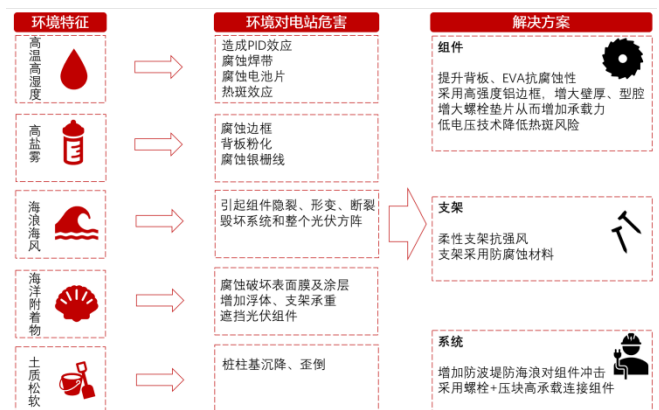 环境特征
环境对电站危害
解决方案
高温高湿度
造成PID效应
腐蚀焊带
腐蚀电池片
热斑效应
高盐雾
腐蚀边框
背板粉化
腐蚀银栅线
海浪海风
引起组件隐裂、形变、断裂
毁坏系统和整个光伏方阵
海洋附着物
腐蚀破坏表面膜及涂层
增加浮体、支架承重
遮挡光伏组件
土质松软
桩柱基沉降、歪倒
组件
提升背板、EVA抗腐蚀性
采用高强度铝边框，增大壁厚、型腔
增大螺栓垫片从而增加承载力
低电压技术降低热斑风险
支架
柔性支架抗强风
支架采用防腐蚀材料
系统
增加防波堤防海浪对组件冲击
采用螺栓+压块高承载连接组件